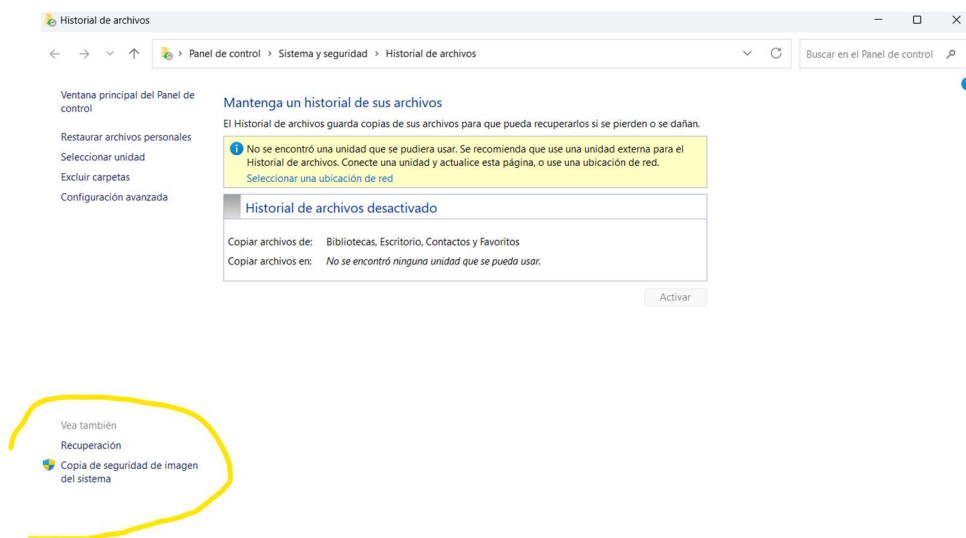 Historial de archivos
Panel de control > Sistema y seguridad > Historial de archivos
Buscar en el Panel de control
Ventana principal del Panel de
control
Restaurar archivos personales
Seleccionar unidad
Excluir carpetas
Configuración avanzada
Mantenga un historial de sus archivos
El Historial de archivos guarda copias de sus archivos para que pueda recuperarlos si se pierden o se dañan.
No se encontró una unidad que se pudiera usar. Se recomienda que use una unidad externa para el
Historial de archivos. Conecte una unidad y actualice esta página, o use una ubicación de red.
Seleccionar una ubicación de red
Historial de archivos desactivado
Copiar archivos de: Bibliotecas, Escritorio, Contactos y Favoritos
Copiar archivos en: No se encontró ninguna unidad que se pueda usar.
Activar
Vea también
Recuperación
Copia de seguridad de imagen
del sistema